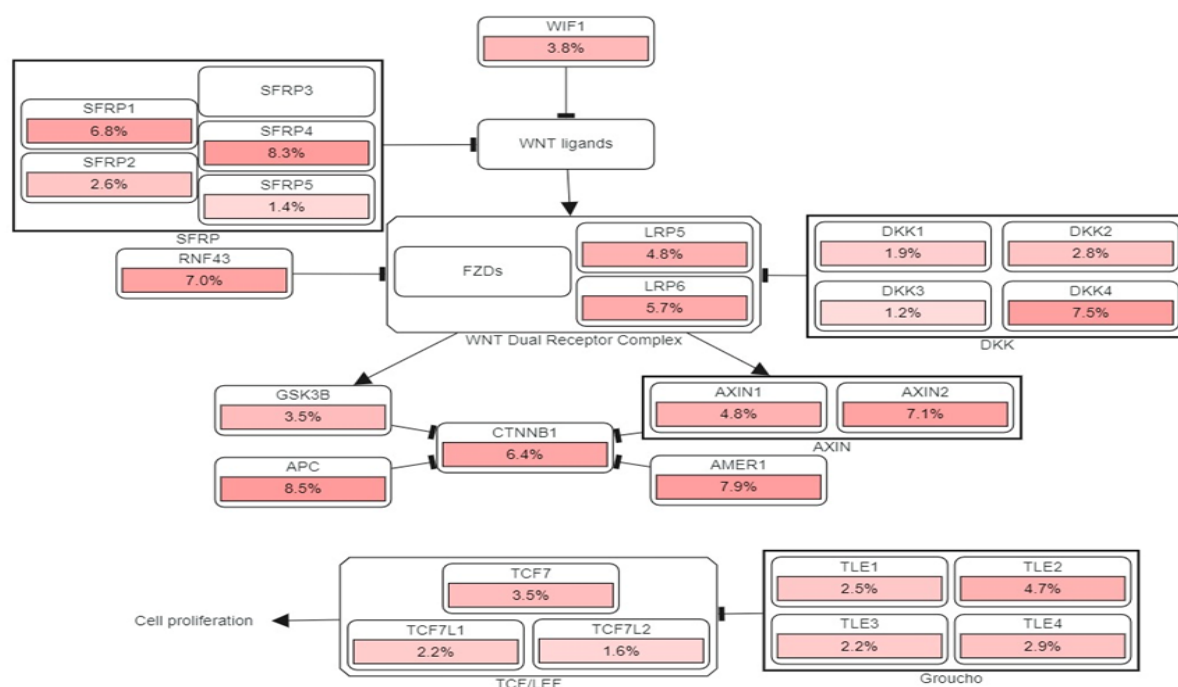 WIF1
3.8%
SFRP3
SFRP1
6.8%
SFRP4
8.3%
SFRP2
2.6%
SFRP5
1.4%
SFRP
WNT ligands
RNF43
7.0%
FZDs
LRP5
4.8%
LRP6
5.7%
WNT Dual Receptor Complex
DKK1
1.9%
DKK2
2.8%
DKK3
1.2%
DKK4
7.5%
DKK
GSK3B
3.5%
AXIN1
4.8%
AXIN2
7.1%
AXIN
CTNNB1
6.4%
APC
8.5%
AMER1
7.9%
TCF7
3.5%
TCF7L1
2.2%
TCF7L2
1.6%
TCF/LEF
Cell proliferation
TLE1
2.5%
TLE2
4.7%
TLE3
2.2%
TLE4
2.9%
Groucho